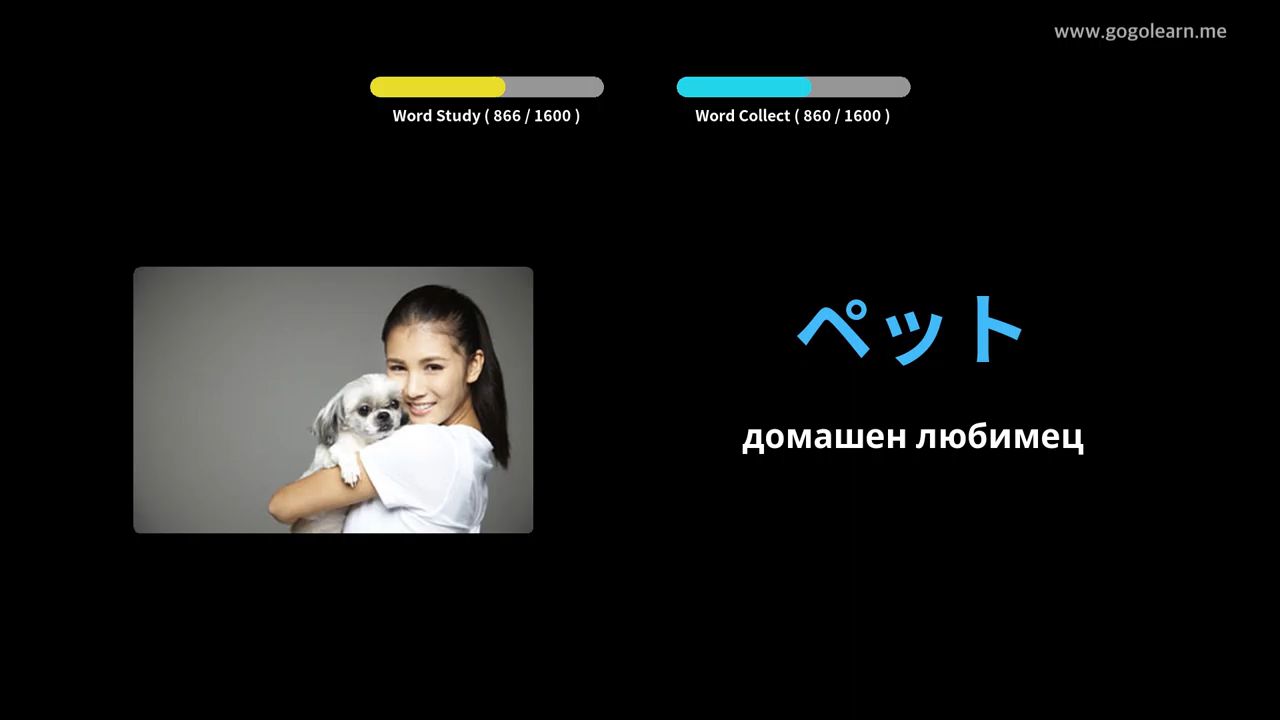 www.gogolearn.me
Word Study ( 866 / 1600 )
Word Collect ( 860 / 1600 )
ペット
домашен любимец